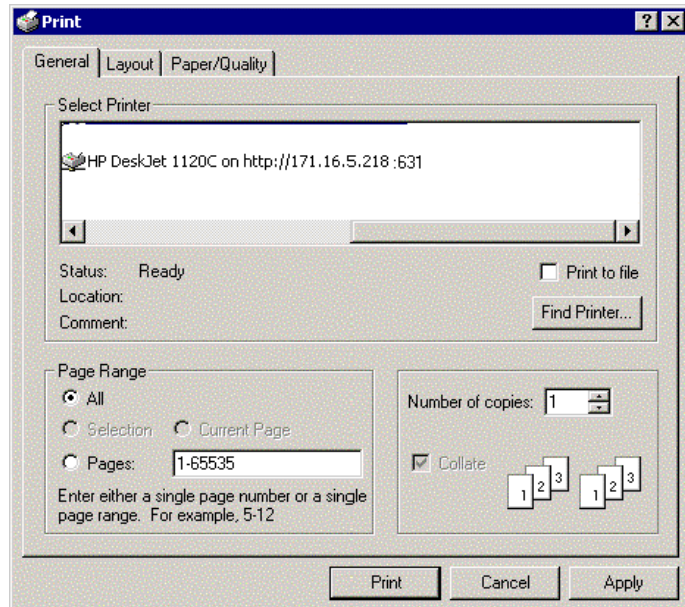 Print
General Layout Paper/Quality
Select Printer
HP DeskJet 1120C on http://171.16.5.218 :631
Status: Ready
Print to file
Location:
Find Printer...
Comment:
Page Range
All
Number of copies: 1
Selection Current Page
Collate
Pages: 1-65535
1 2 3 1 2 3
Enter either a single page number or a single
page range. For example, 5-12
Print Cancel Apply